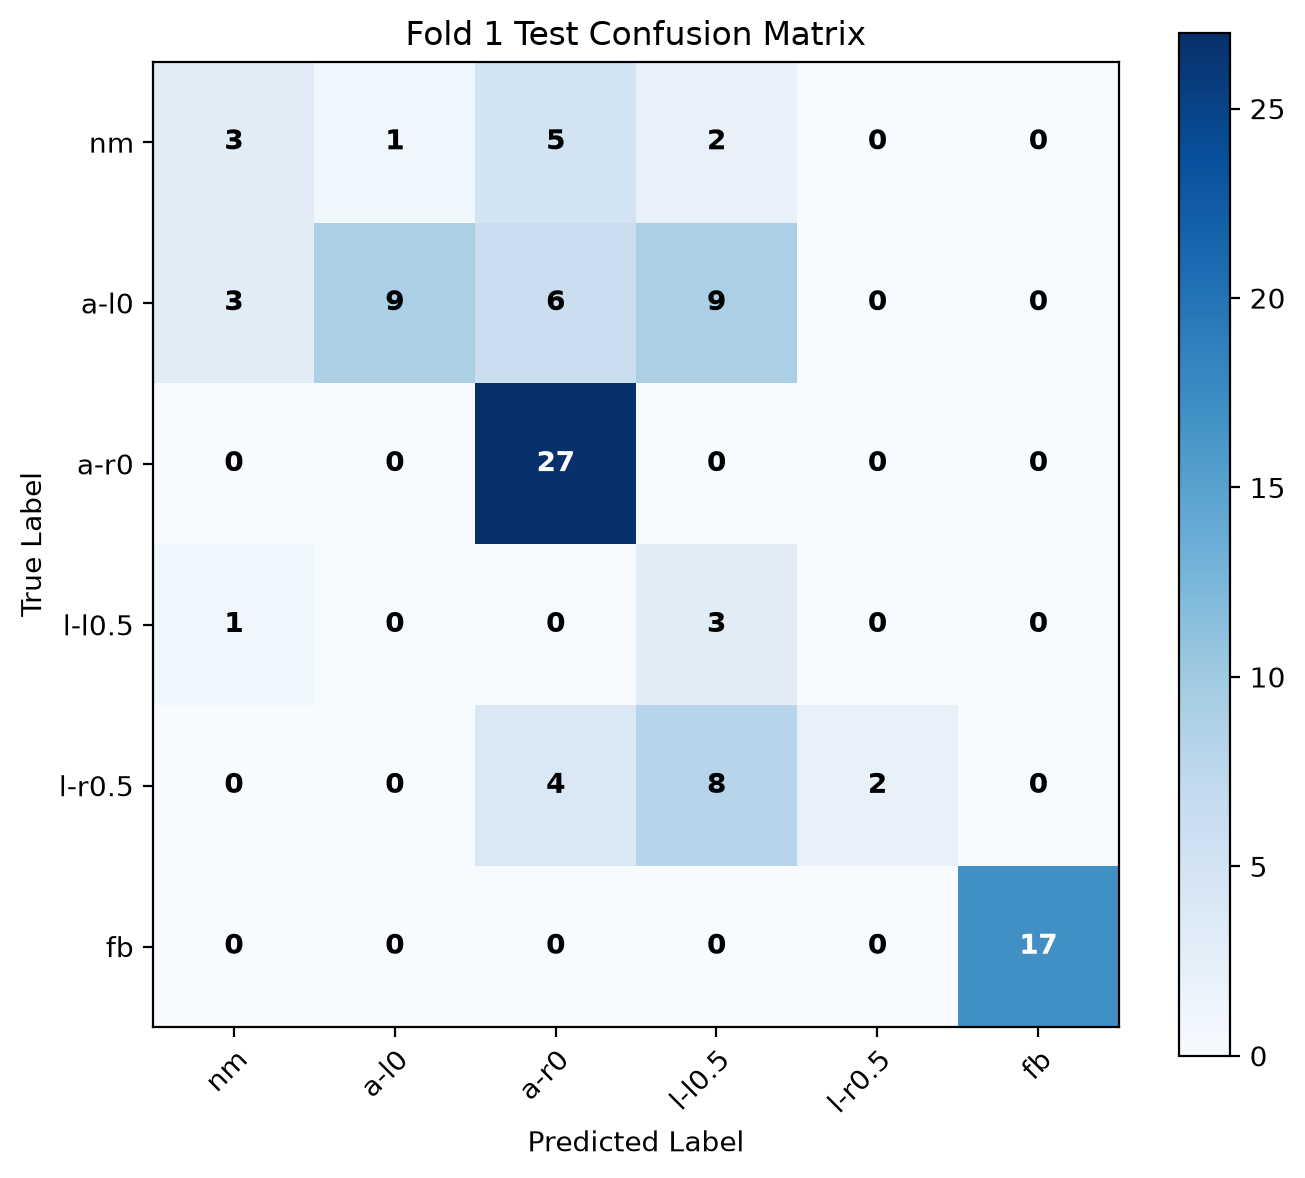 Fold 1 Test Confusion Matrix
25
nm 3 1 5 2 0 0
20
a-l0 3 9 6 9 0 0
a-r0 0 0 27 0 0 0
15
True Label
l-l0.5 1 0 0 3 0 0
10
l-r0.5 0 0 4 8 2 0
5
fb 0 0 0 0 0 17
0
nm a-l0 a-r0 l-l0.5 l-r0.5 fb
Predicted Label